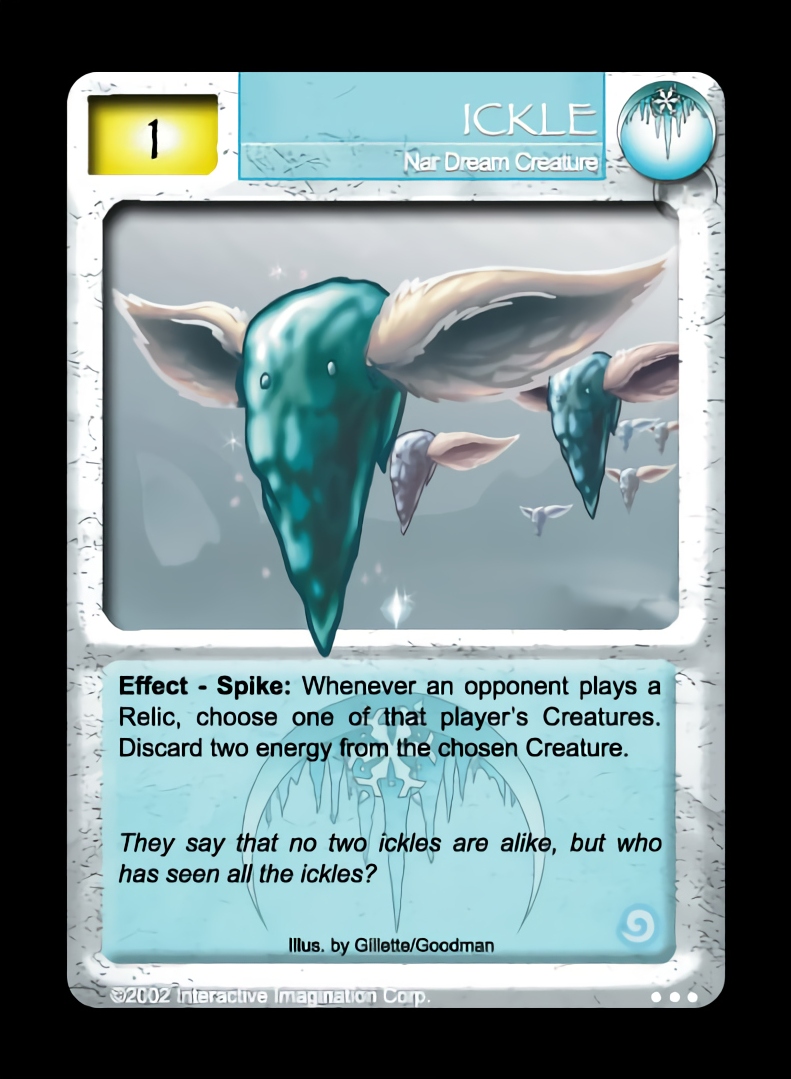 1
ICKLE
Nar Dream Creature
Effect - Spike: Whenever an opponent plays a
Relic, choose one of that player's Creatures.
Discard two energy from the chosen Creature.
They say that no two ickles are alike, but who
has seen all the ickles?
Illus. by Gillette/Goodman
©2002 Interactive Imagination Corp.